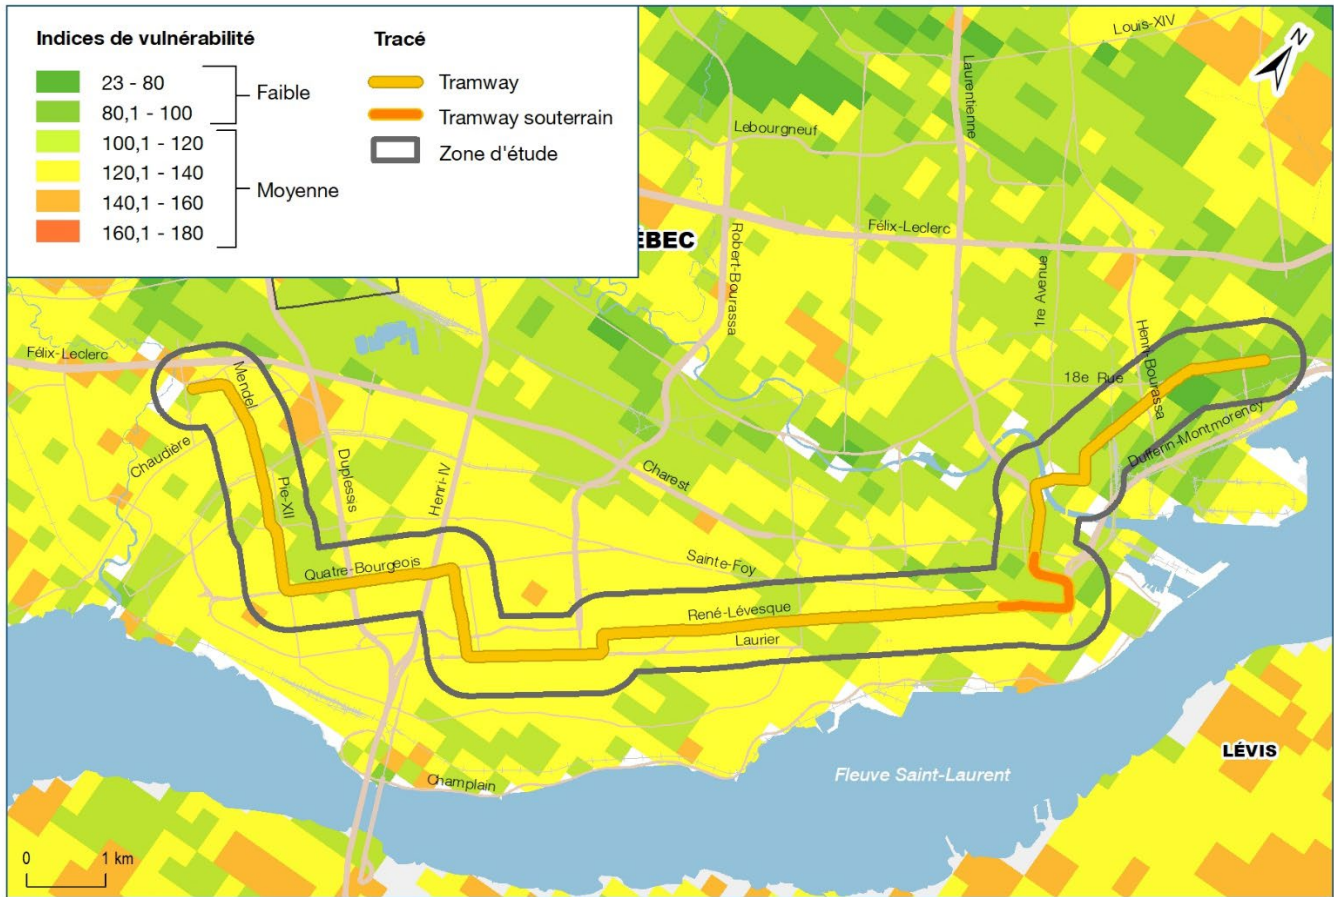 Indices de vulnérabilité
23 - 80
80,1 - 100
Faible
100,1 - 120
120,1 - 140
140,1 - 160
160,1 - 180
Moyenne
Tracé
Tramway
Tramway souterrain
Zone d'étude
N
Louis-XIV
Laurentienne
Lebourgneuf
Félix-Leclerc
ÉBEC
Robert-Bourassa
1re Avenue
Henri-Bourassa
18e Rue
Félix-Leclerc
Mendel
Chaudière
Dufferin-Montmorency
Duplessis
Henri-IV
Charest
Pie-XII
Sainte-Foy
Quatre-Bourgeois
René-Lévesque
Laurier
LÉVIS
Champlain
Fleuve Saint-Laurent
0 1 km